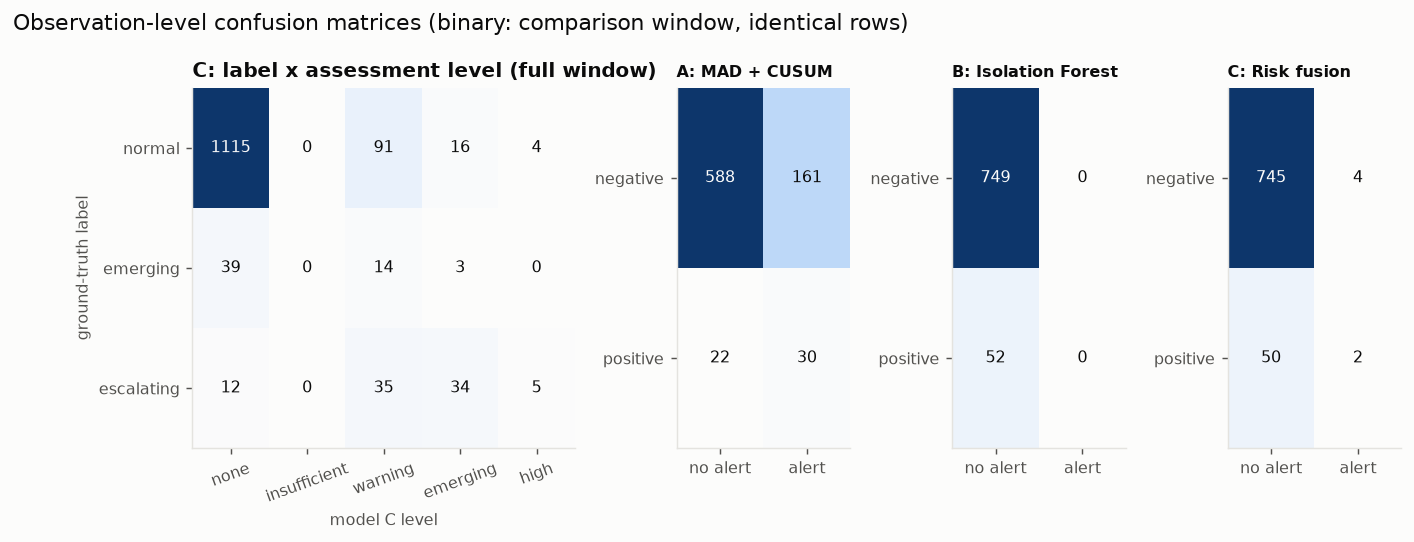 Observation-level confusion matrices (binary: comparison window, identical rows)
C: label x assessment level (full window)
A: MAD + CUSUM
B: Isolation Forest
C: Risk fusion
ground-truth label
normal 1115 0 91 16 4
emerging 39 0 14 3 0
escalating 12 0 35 34 5
none insufficient warning emerging high
model C level
negative 588 161
positive 22 30
no alert alert
negative 749 0
positive 52 0
no alert alert
negative 745 4
positive 50 2
no alert alert